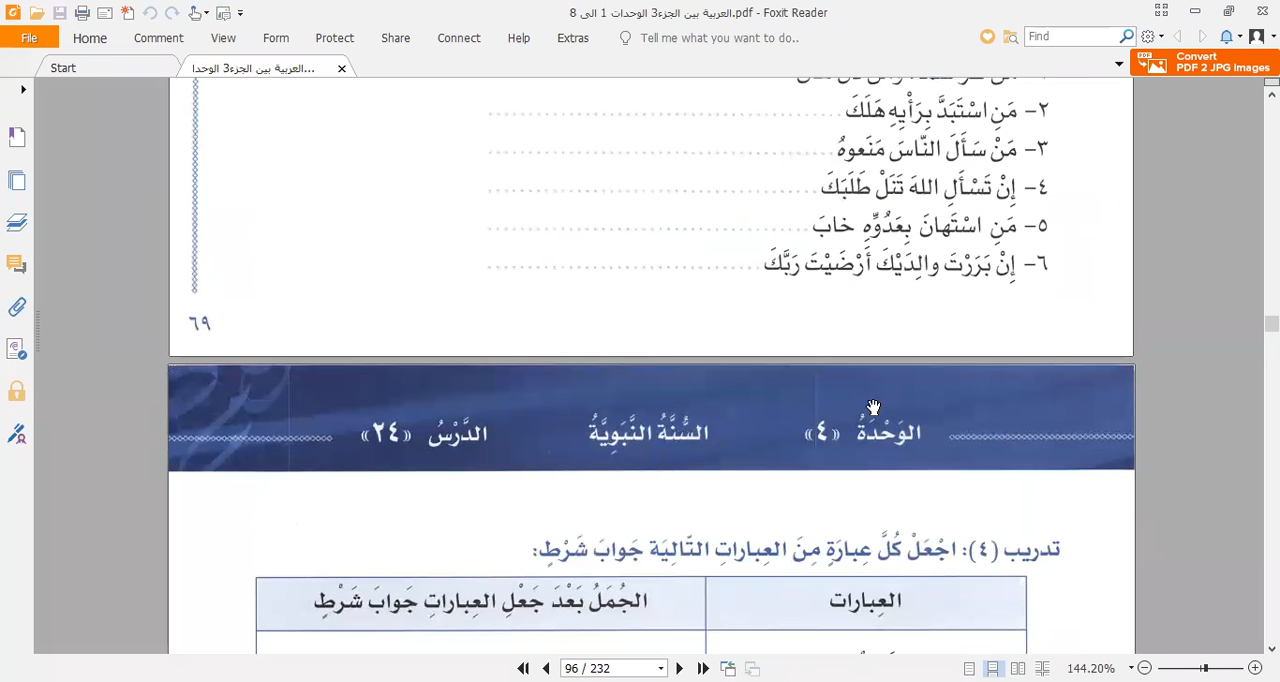 العربية بين الجزء3 الوحدات 1 الى 8.pdf - Foxit Reader
File Home Comment View Form Protect Share Connect Help Extras Tell me what you want to do.. Find
Start العربية بين الجزء3 الوحدا... Convert
PDF 2 JPG Images
٢- مَنِ اسْتَبَدَّ بِرَأْيِهِ هَلَكَ
٣- مَنْ سَأَلَ النّاسَ مَنَعوهُ
٤- إِنْ تَسْأَلِ اللهَ تَنَلْ طَلَبَكَ
٥- مَنِ اسْتَهانَ بِعَدُوِّهِ خابَ
٦- إِنْ بَرَرْتَ والِدَيْكَ أَرْضَيْتَ رَبَّكَ
٦٩
الوَحْدَةُ «٤» السُّنَّةُ النَّبَوِيَّةُ الدَّرْسُ «٢٤»
تدريب (٤): اجْعَلْ كُلَّ عِبارَةٍ مِنَ العِباراتِ التّالِيَة جَوابَ شَرْطٍ:
العِبارات الجُمَلُ بَعْدَ جَعْلِ العِباراتِ جَوابَ شَرْطٍ
96 / 232 144.20%